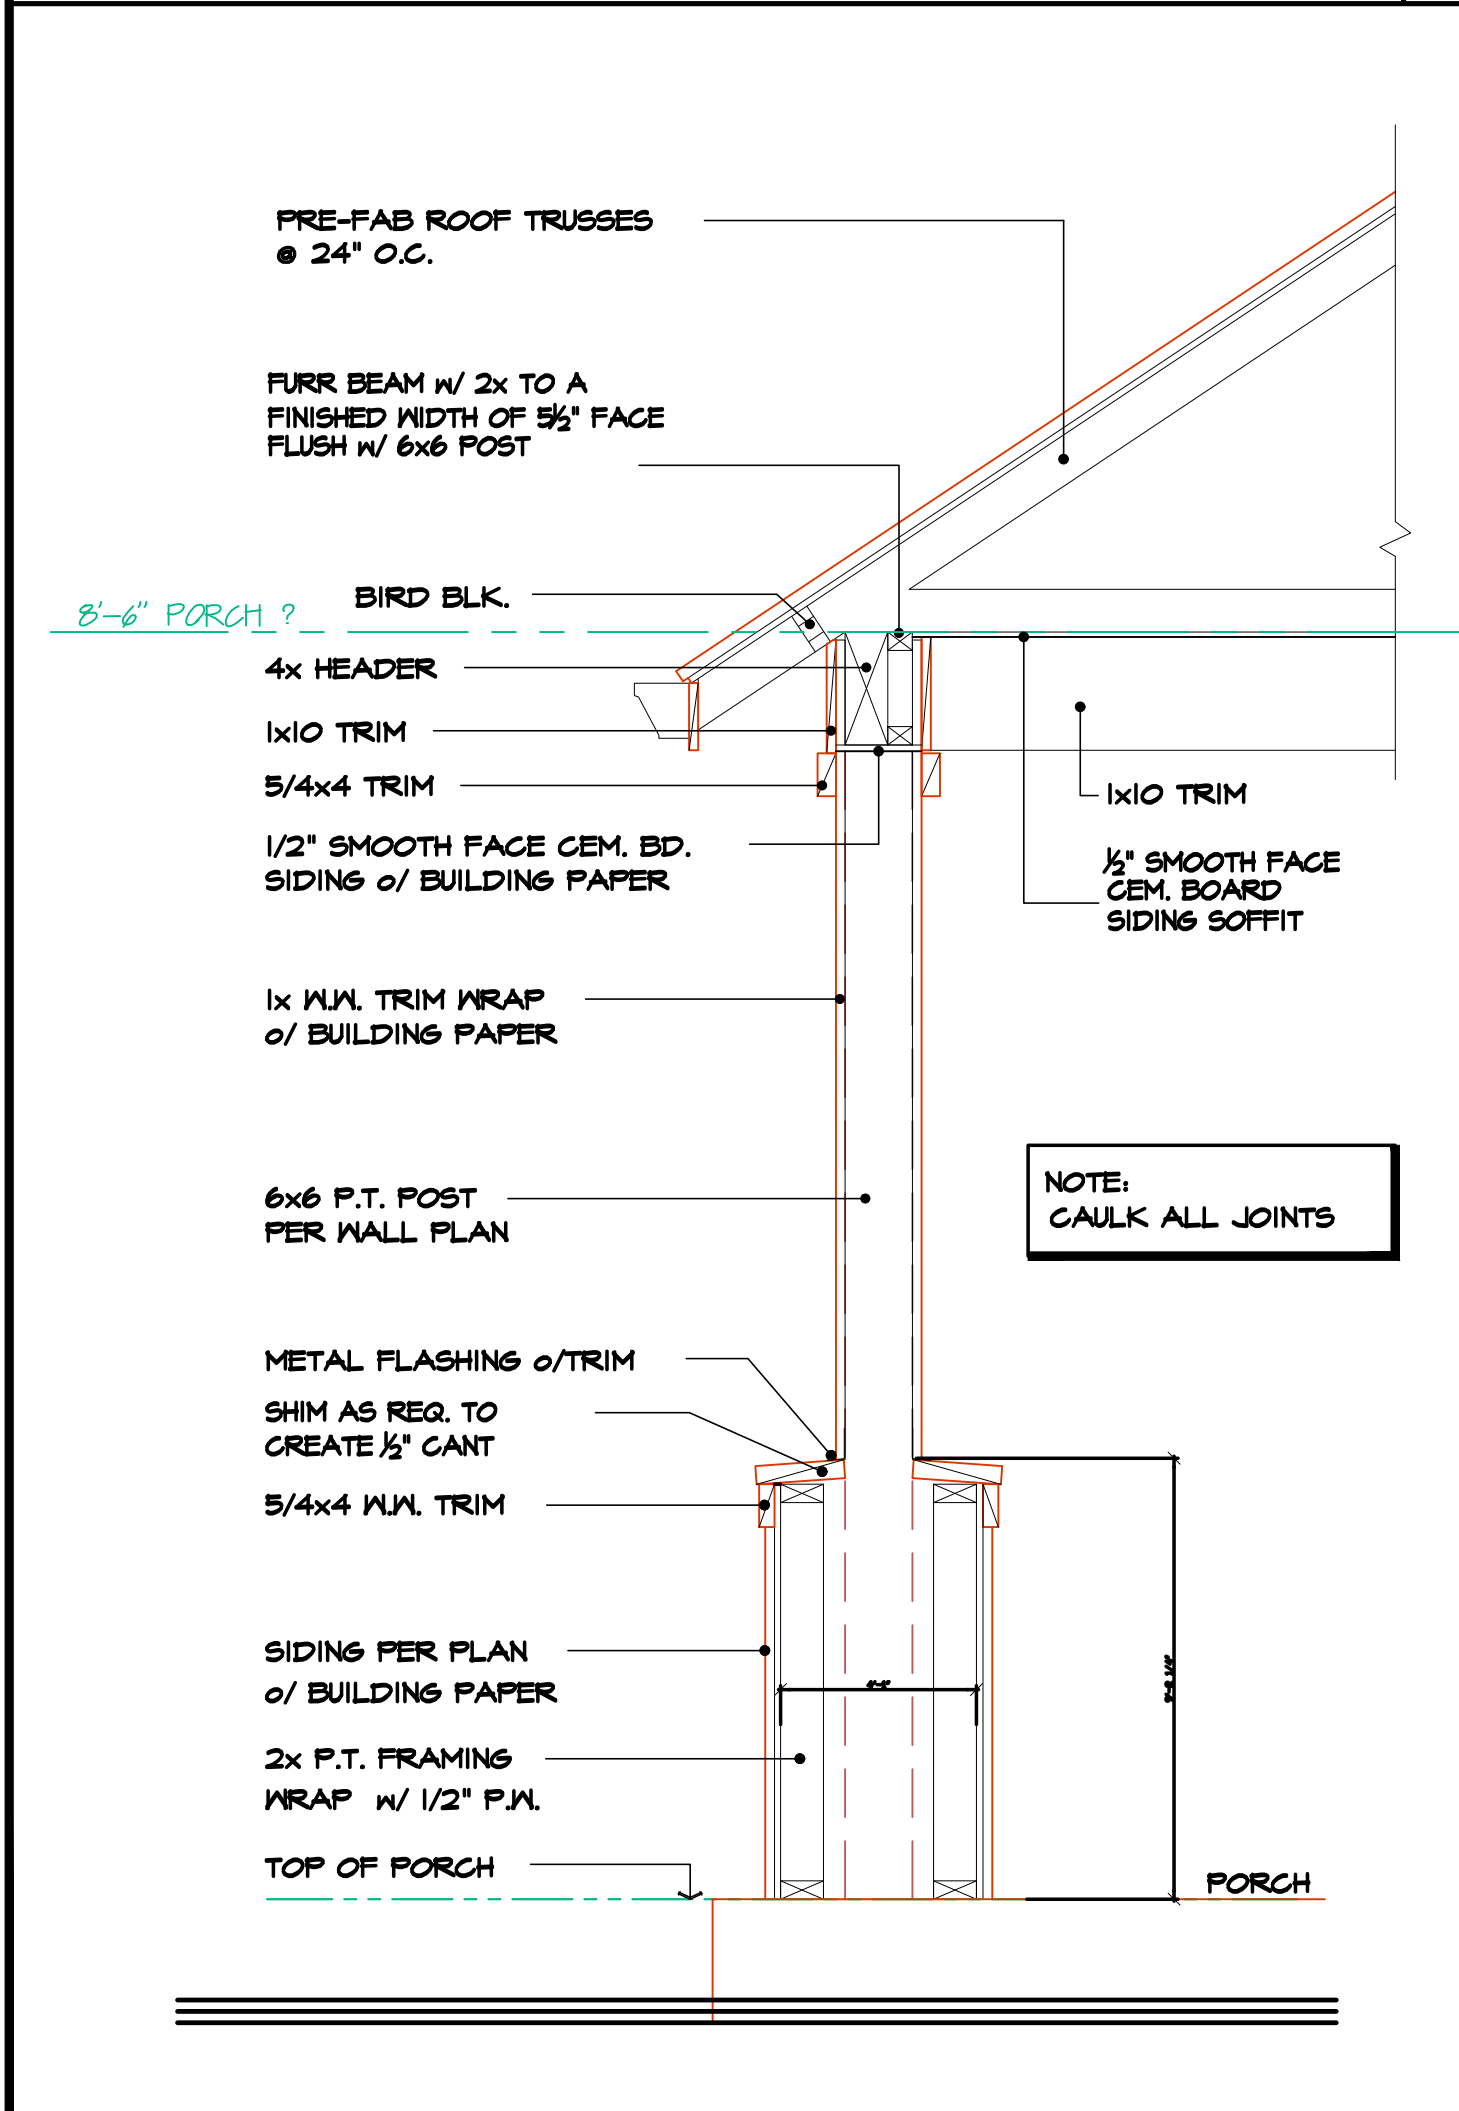 PRE-FAB ROOF TRUSSES
@ 24" O.C.
FURR BEAM w/ 2x TO A
FINISHED WIDTH OF 5½" FACE
FLUSH w/ 6x6 POST
8'-6" PORCH ?
BIRD BLK.
4x HEADER
1x10 TRIM
5/4x4 TRIM
1/2" SMOOTH FACE CEM. BD.
SIDING o/ BUILDING PAPER
1x10 TRIM
½" SMOOTH FACE
CEM. BOARD
SIDING SOFFIT
1x W.W. TRIM WRAP
o/ BUILDING PAPER
6x6 P.T. POST
PER WALL PLAN
NOTE:
CAULK ALL JOINTS
METAL FLASHING o/TRIM
SHIM AS REQ. TO
CREATE ½" CANT
5/4x4 W.W. TRIM
SIDING PER PLAN
o/ BUILDING PAPER
2x P.T. FRAMING
WRAP w/ 1/2" P.W.
TOP OF PORCH
PORCH